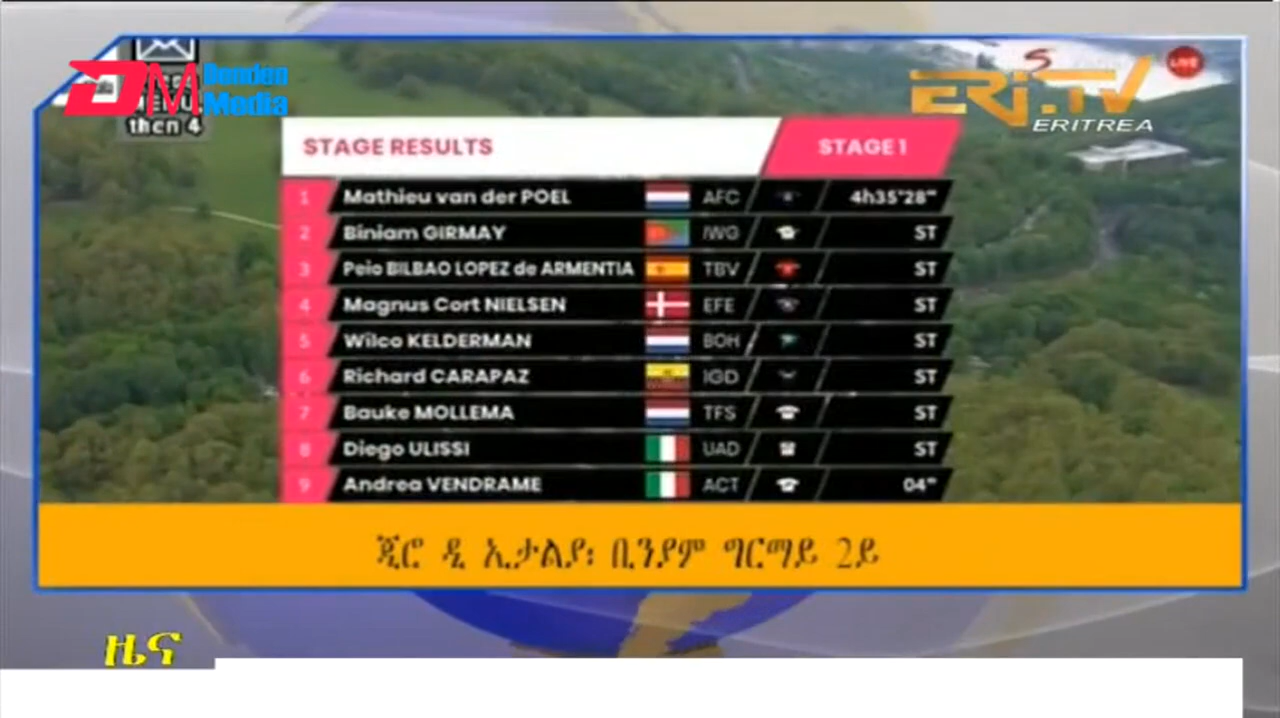 DM Denden
Media
then 4
ERi.TV
ERITREA
LIVE
STAGE RESULTS STAGE 1
1 Mathieu van der POEL AFC 4h35'28"
2 Biniam GIRMAY IWG ST
3 Peio BILBAO LOPEZ de ARMENTIA TBV ST
4 Magnus Cort NIELSEN EFE ST
5 Wilco KELDERMAN BOH ST
6 Richard CARAPAZ IGD ST
7 Bauke MOLLEMA TFS ST
8 Diego ULISSI UAD ST
9 Andrea VENDRAME ACT 04"
ጂሮ ዲ ኢታልያ፡ ቢንያም ግርማይ 2ይ
ዜና